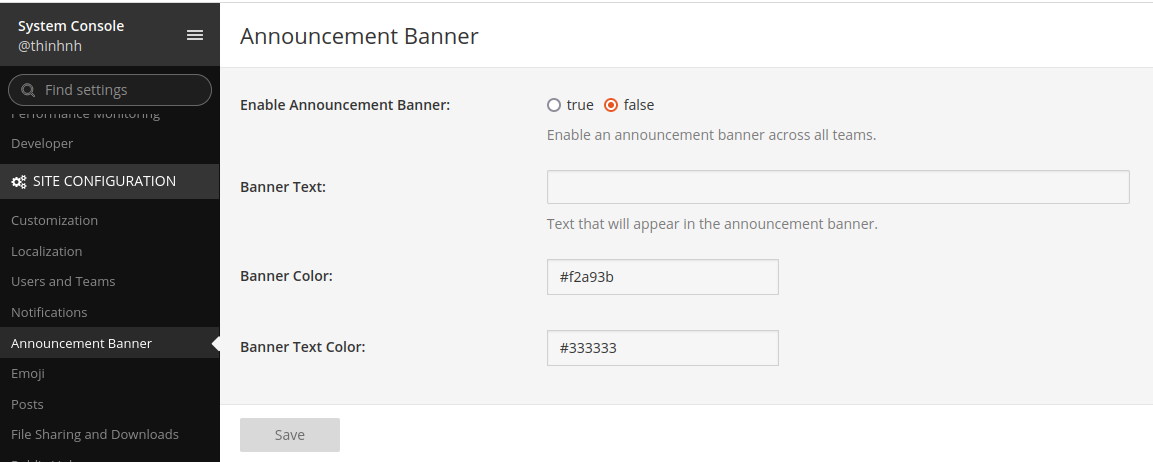 System Console
@thinhnh
Find settings
Performance Monitoring
Developer
SITE CONFIGURATION
Customization
Localization
Users and Teams
Notifications
Announcement Banner
Emoji
Posts
File Sharing and Downloads
Announcement Banner
Enable Announcement Banner: true false
Enable an announcement banner across all teams.
Banner Text:
Text that will appear in the announcement banner.
Banner Color: #f2a93b
Banner Text Color: #333333
Save